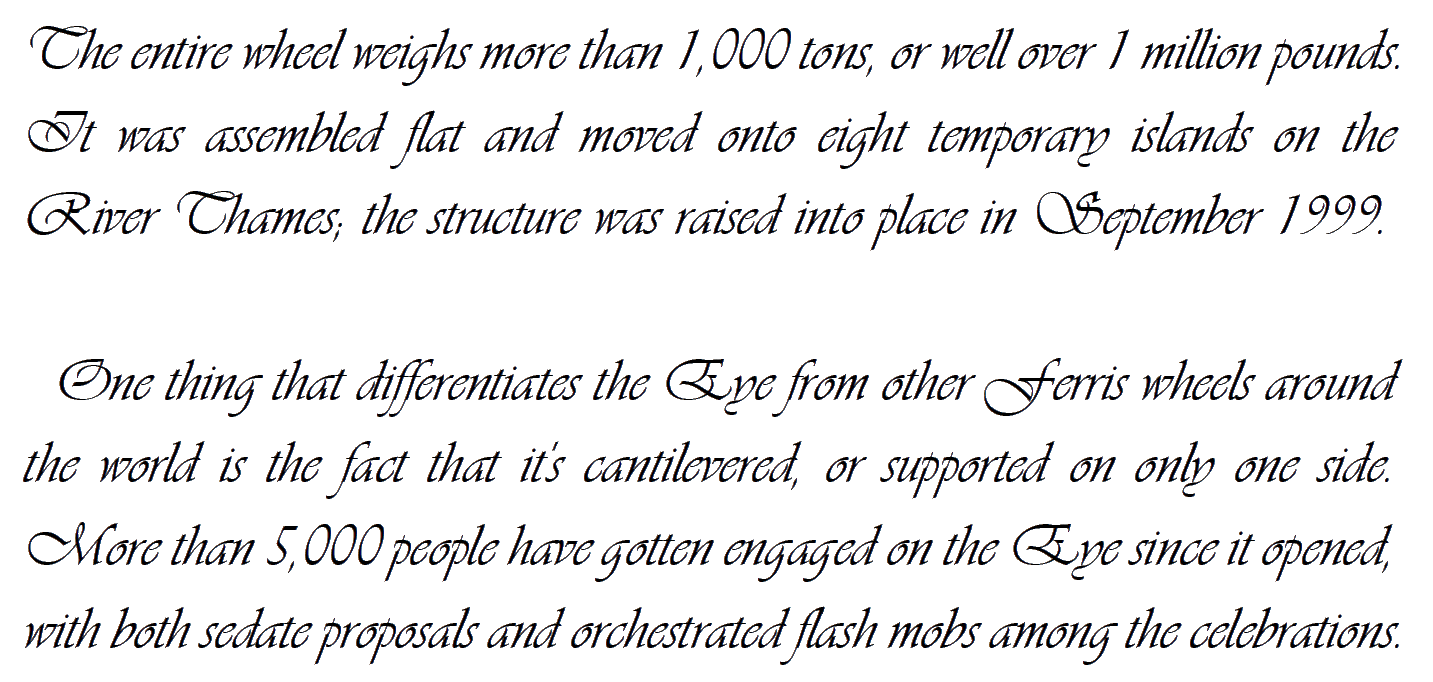 The entire wheel weighs more than 1,000 tons, or well over 1 million pounds.
It was assembled flat and moved onto eight temporary islands on the
River Thames; the structure was raised into place in September 1999.
One thing that differentiates the Eye from other Ferris wheels around
the world is the fact that it's cantilevered, or supported on only one side.
More than 5,000 people have gotten engaged on the Eye since it opened,
with both sedate proposals and orchestrated flash mobs among the celebrations.